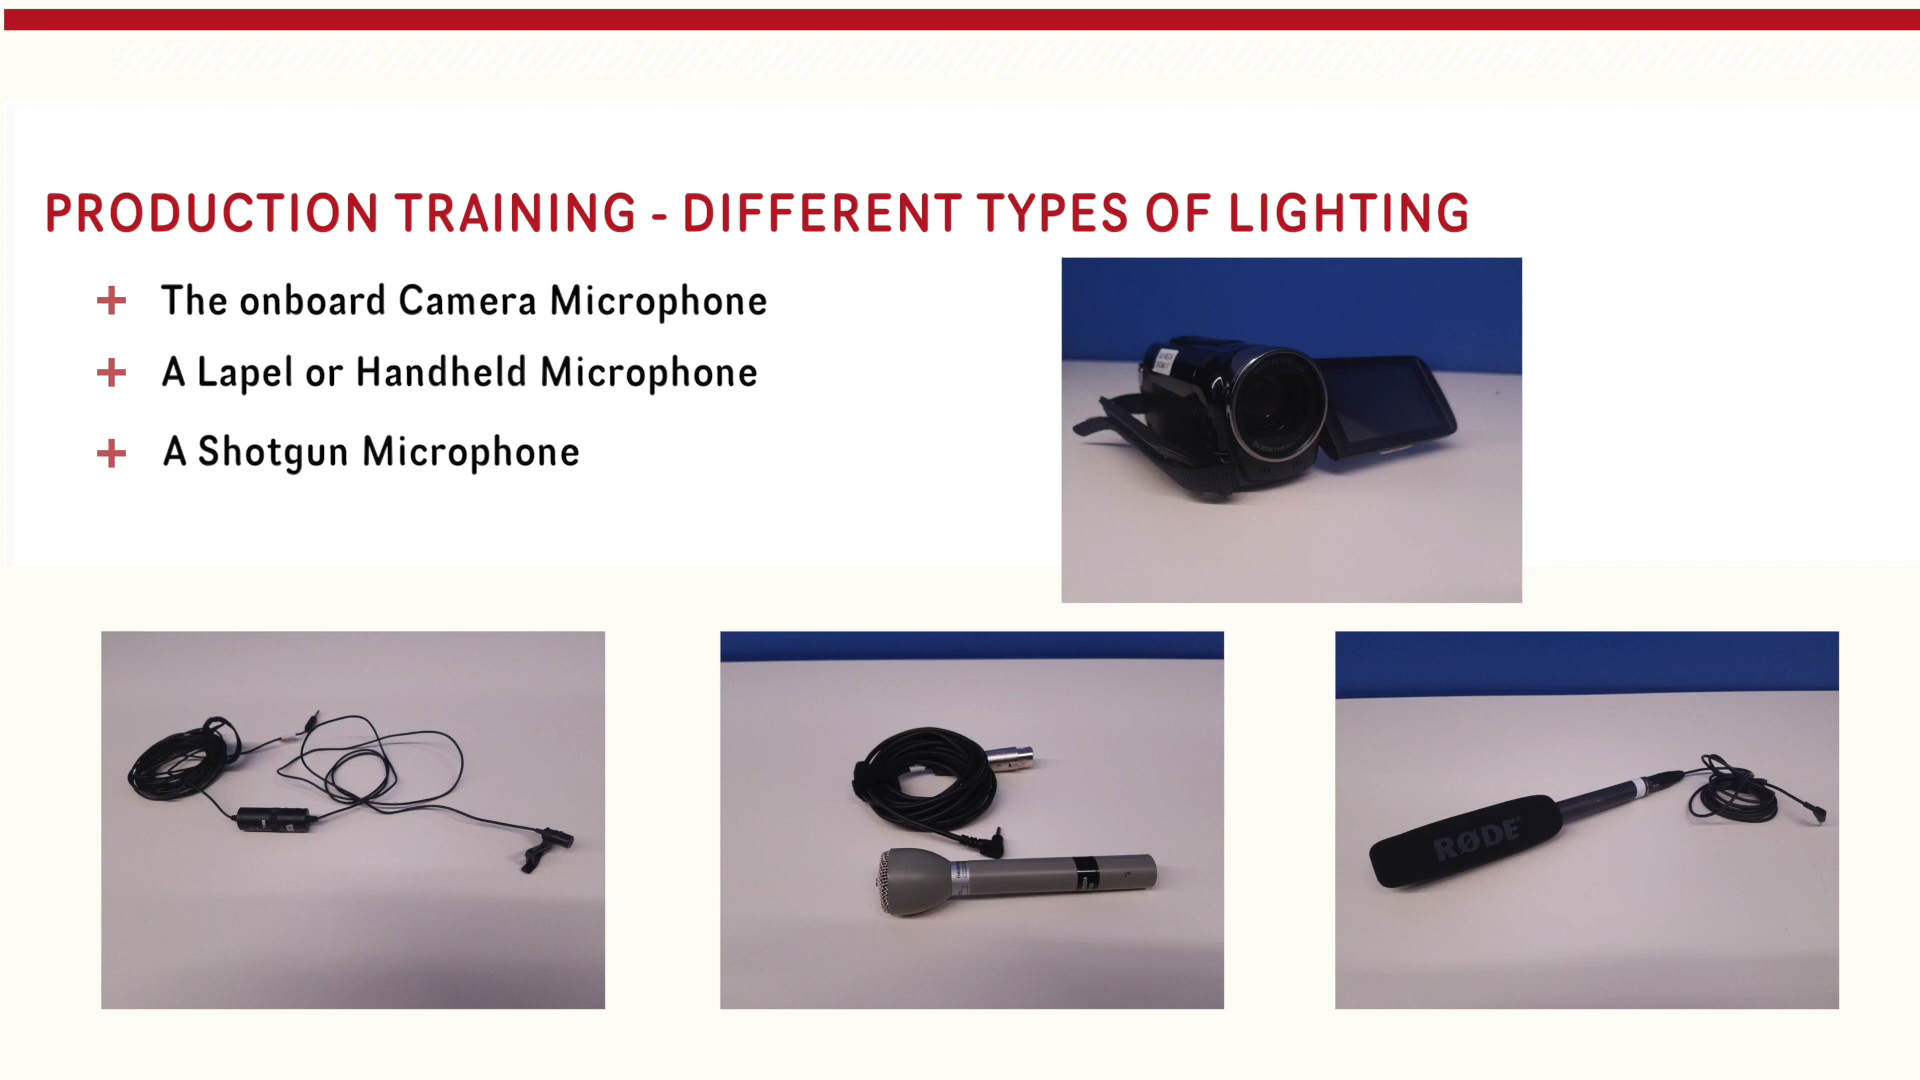 PRODUCTION TRAINING - DIFFERENT TYPES OF LIGHTING
The onboard Camera Microphone
A Lapel or Handheld Microphone
A Shotgun Microphone
RØDE